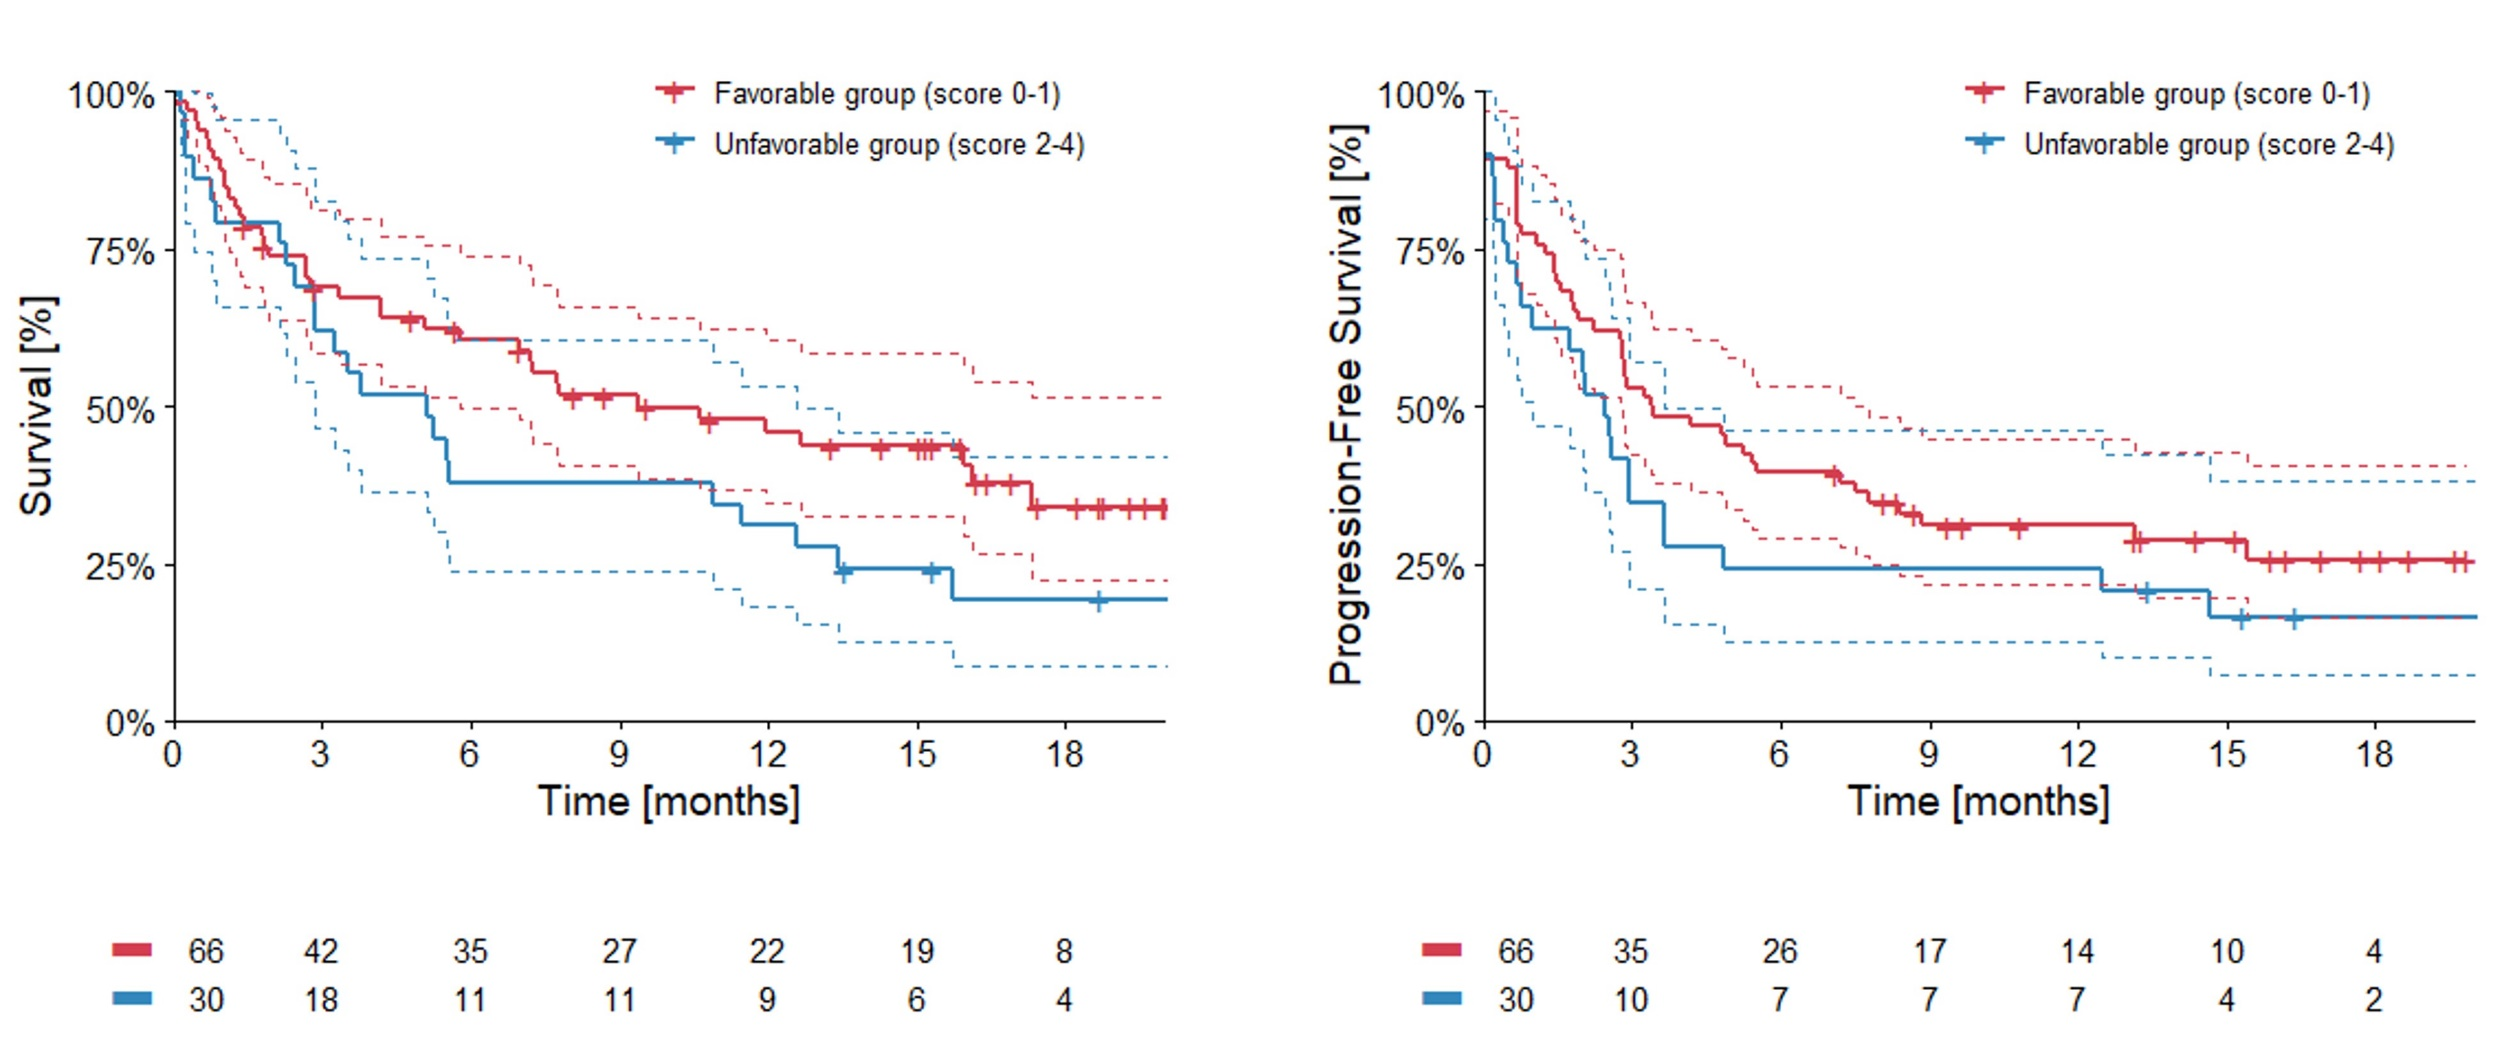 100%
75%
50%
25%
0%
Survival [%]
Favorable group (score 0-1)
Unfavorable group (score 2-4)
0 3 6 9 12 15 18
Time [months]
66 42 35 27 22 19 8
30 18 11 11 9 6 4
100%
75%
50%
25%
0%
Progression-Free Survival [%]
Favorable group (score 0-1)
Unfavorable group (score 2-4)
0 3 6 9 12 15 18
Time [months]
66 35 26 17 14 10 4
30 10 7 7 7 4 2